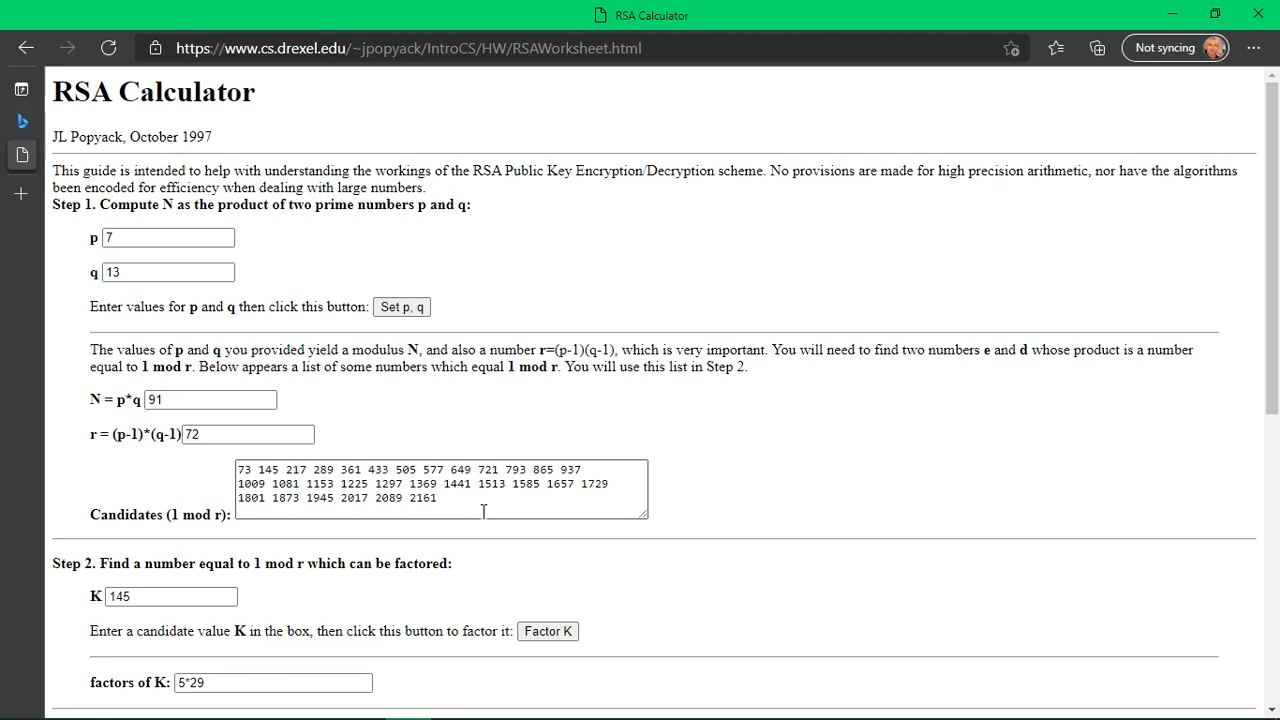 RSA Calculator
https://www.cs.drexel.edu/~jpopyack/IntroCS/HW/RSAWorksheet.html
Not syncing
RSA Calculator
JL Popyack, October 1997
This guide is intended to help with understanding the workings of the RSA Public Key Encryption/Decryption scheme. No provisions are made for high precision arithmetic, nor have the algorithms
been encoded for efficiency when dealing with large numbers.
Step 1. Compute N as the product of two prime numbers p and q:
p 7
q 13
Enter values for p and q then click this button: Set p, q
The values of p and q you provided yield a modulus N, and also a number r=(p-1)(q-1), which is very important. You will need to find two numbers e and d whose product is a number
equal to 1 mod r. Below appears a list of some numbers which equal 1 mod r. You will use this list in Step 2.
N = p*q 91
r = (p-1)*(q-1) 72
73 145 217 289 361 433 505 577 649 721 793 865 937
1009 1081 1153 1225 1297 1369 1441 1513 1585 1657 1729
1801 1873 1945 2017 2089 2161
Candidates (1 mod r):
Step 2. Find a number equal to 1 mod r which can be factored:
K 145
Enter a candidate value K in the box, then click this button to factor it: Factor K
factors of K: 5*29